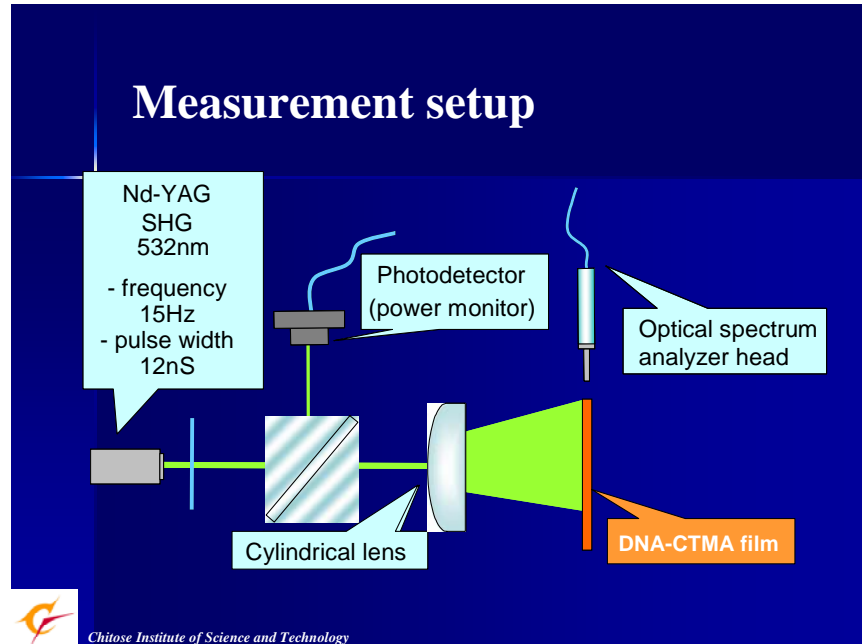 Measurement setup
Nd-YAG
SHG
532nm
- frequency
15Hz
- pulse width
12nS
Photodetector
(power monitor)
Optical spectrum
analyzer head
Cylindrical lens
DNA-CTMA film
Chitose Institute of Science and Technology